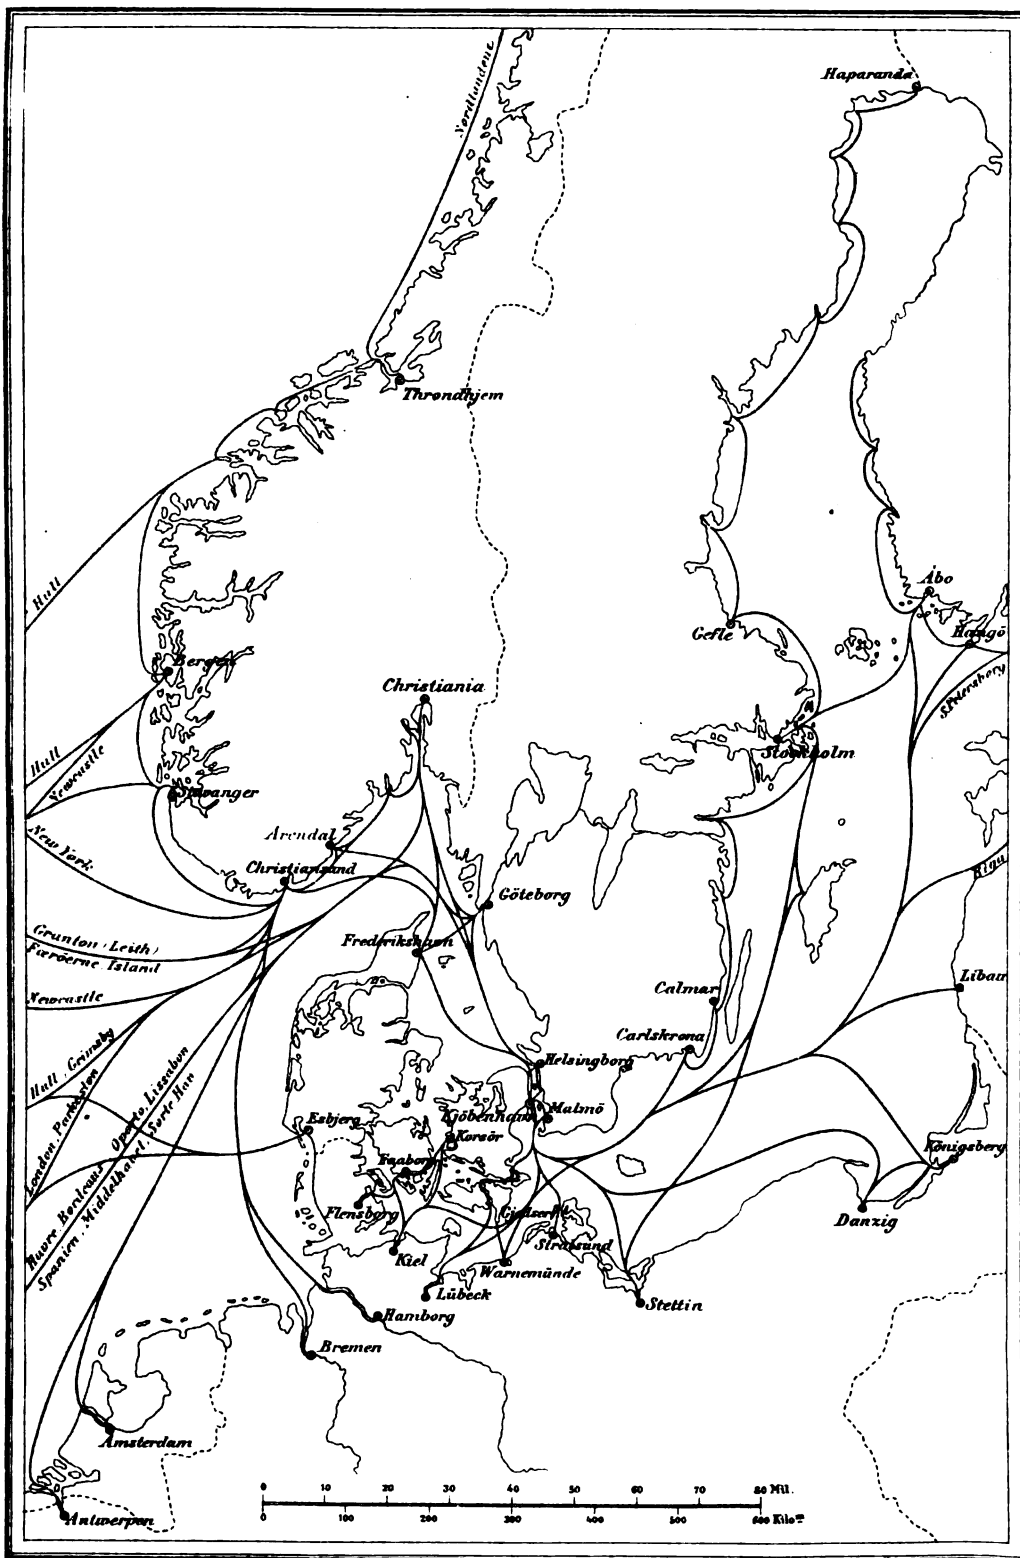 Haparanda
Nordlandene
Throndhjem
Hull
Åbo
Hangö
Gefle
Bergen
Christiania
St Petersborg
Stockholm
Hull
Newcastle
Stavanger
New York
Arendal
Christiansand
Riga
Göteborg
Granton (Leith)
Færöerne Island
Frederikshavn
Newcastle
Libau
Calmar
Carlskrona
Hull, Grimsby
Helsingborg
London, Parkeston
Havre Bordeaux Oporto, Lissabon
Spanien, Middelhavet, Sorte Hav
Esbjerg
Kjöbenhavn
Malmö
Korsör
Königsberg
Faaborg
Flensborg
Gjedser
Danzig
Stralsund
Kiel
Warnemünde
Lübeck
Stettin
Hamborg
Bremen
Amsterdam
Antwerpen
0 10 20 30 40 50 60 70 80 Mil.
0 100 200 300 400 500 600 Kilom